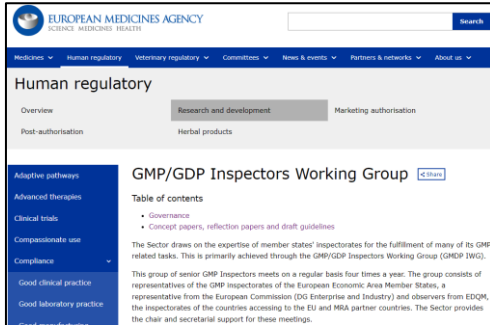 EUROPEAN MEDICINES AGENCY
SCIENCE MEDICINES HEALTH
Search
Medicines Human regulatory Veterinary regulatory Committees News & events Partners & networks About us
Human regulatory
Overview Research and development Marketing authorisation
Post-authorisation Herbal products
Adaptive pathways
Advanced therapies
Clinical trials
Compassionate use
Compliance
Good clinical practice
Good laboratory practice
GMP/GDP Inspectors Working Group Share
Table of contents
• Governance
• Concept papers, reflection papers and draft guidelines
The Sector draws on the expertise of member states' inspectorates for the fulfillment of many of its GMP
related tasks. This is primarily achieved through the GMP/GDP Inspectors Working Group (GMDP IWG).
This group of senior GMP Inspectors meets on a regular basis four times a year. The group consists of
representatives of the GMP inspectorates of the European Economic Area Member States, a
representative from the European Commission (DG Enterprise and Industry) and observers from EDQM,
the inspectorates of the countries accessing to the EU and MRA partner countries. The Sector provides
the chair and secretarial support for these meetings.